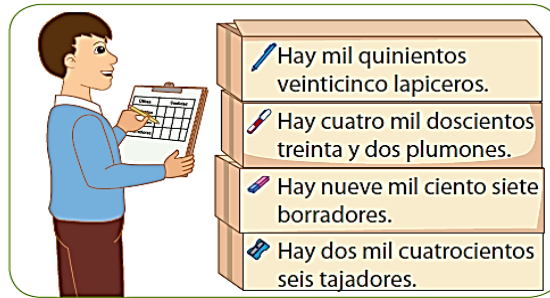 Hay mil quinientos
veinticinco lapiceros.
Hay cuatro mil doscientos
treinta y dos plumones.
Hay nueve mil ciento siete
borradores.
Hay dos mil cuatrocientos
seis tajadores.